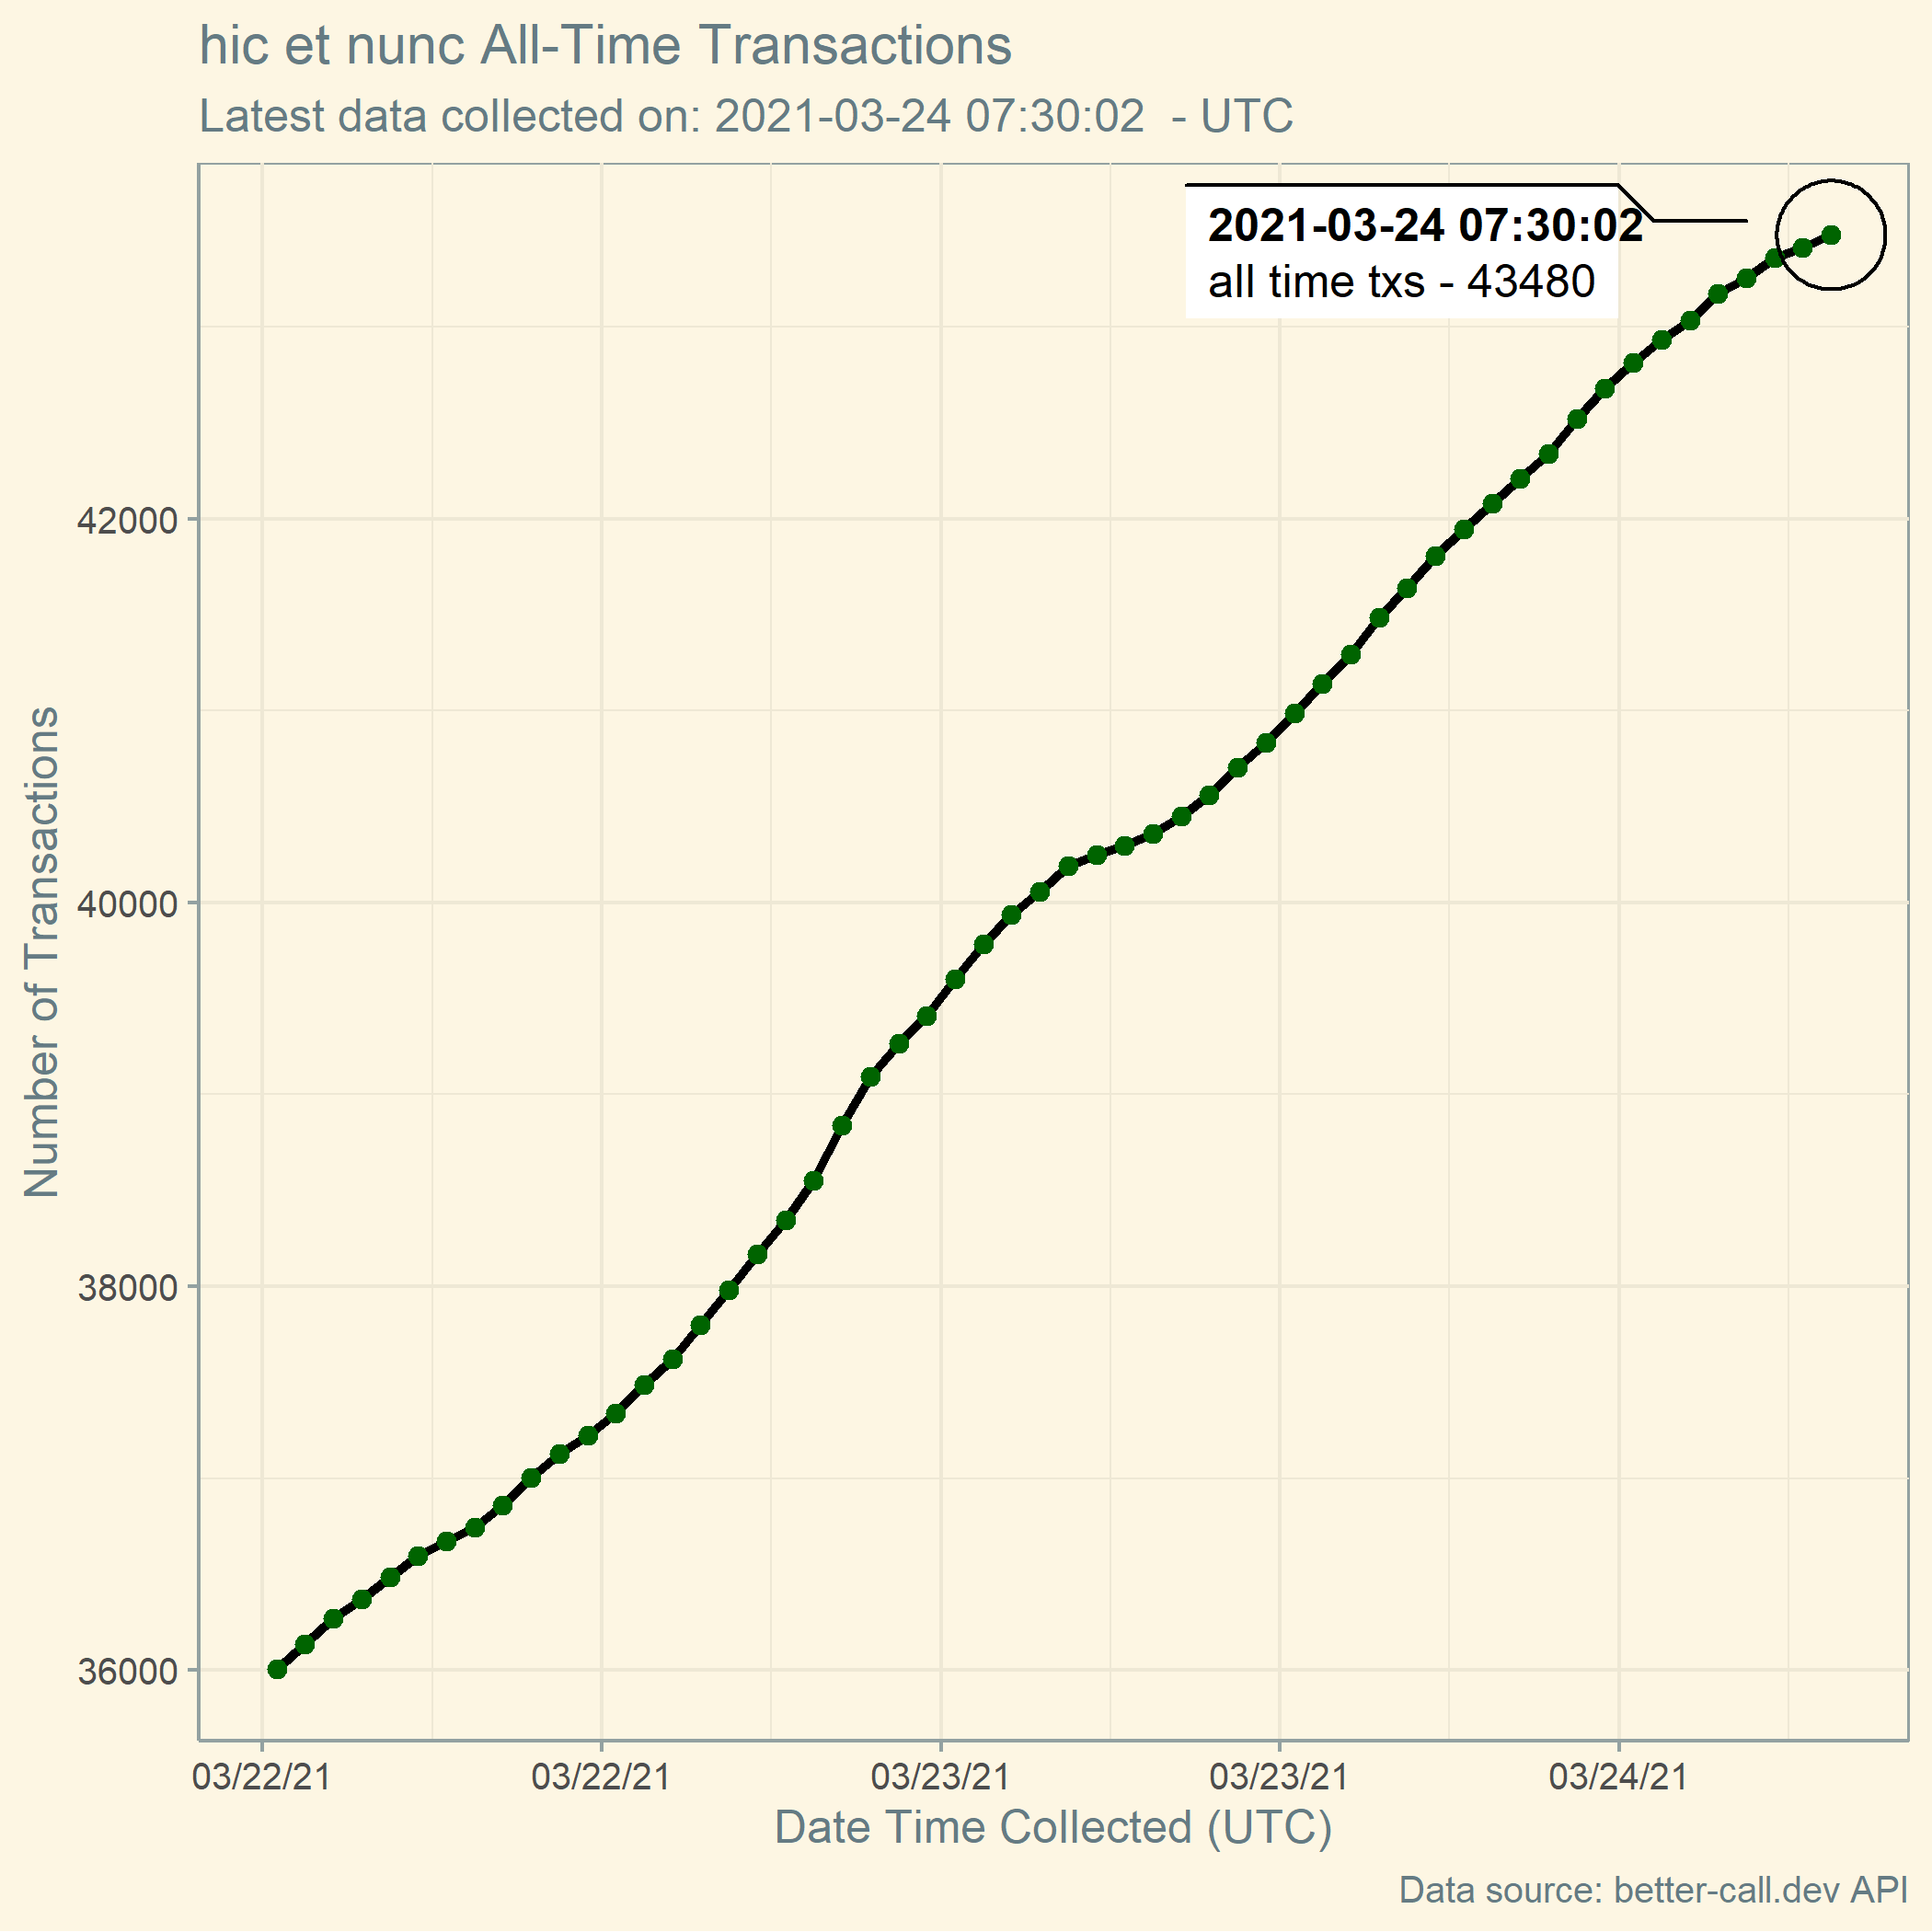 hic et nunc All-Time Transactions
Latest data collected on: 2021-03-24 07:30:02  - UTC
2021-03-24 07:30:02
all time txs - 43480
Number of Transactions
42000
40000
38000
36000
03/22/21 03/22/21 03/23/21 03/23/21 03/24/21
Date Time Collected (UTC)
Data source: better-call.dev API